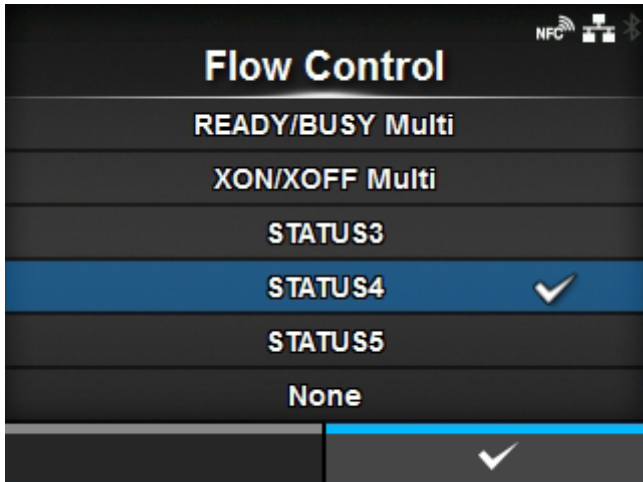 NFC
Flow Control
READY/BUSY Multi
XON/XOFF Multi
STATUS3
STATUS4
STATUS5
None